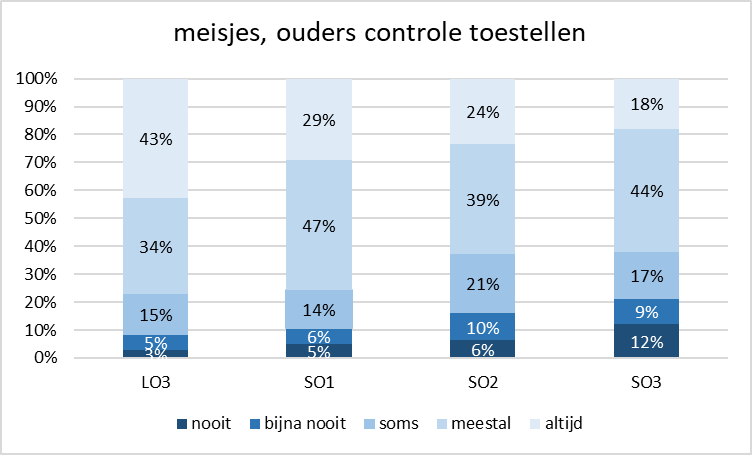 meisjes, ouders controle toestellen
100%
90%
80%
70%
60%
50%
40%
30%
20%
10%
0%
43% 29% 24% 18%
34% 47% 39% 44%
15% 14% 21% 17%
5% 6% 10% 9%
3% 5% 6% 12%
LO3 SO1 SO2 SO3
nooit bijna nooit soms meestal altijd